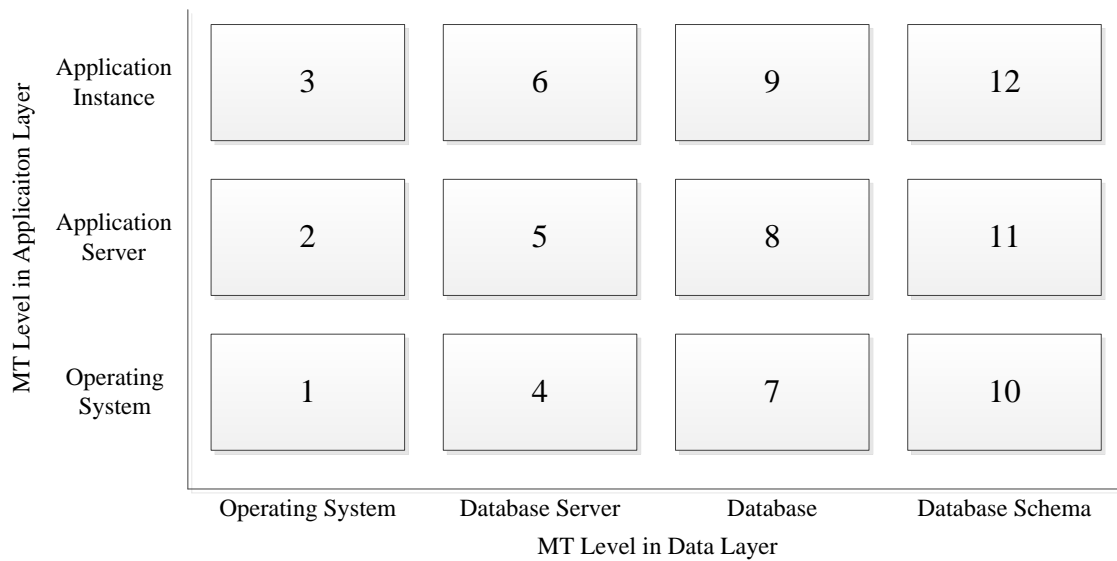 MT Level in Applicaiton Layer
Application
Instance
3
6
9
12
Application
Server
2
5
8
11
Operating
System
1
4
7
10
Operating System
Database Server
Database
Database Schema
MT Level in Data Layer